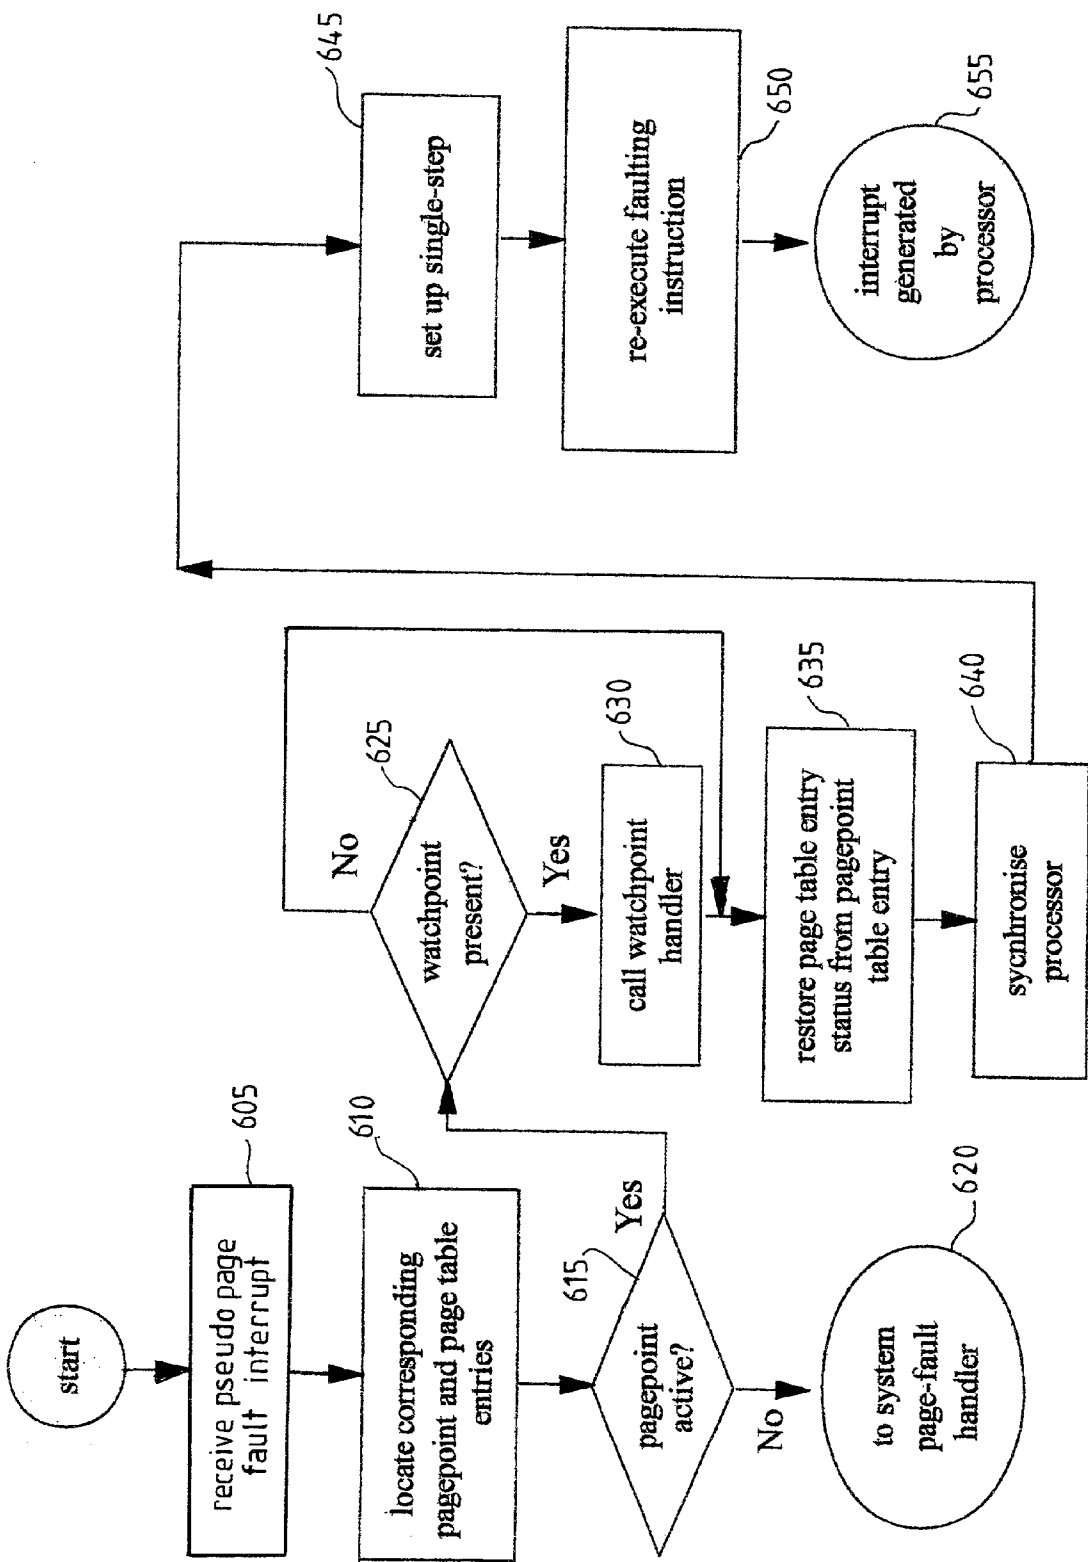 start
605
receive pseudo page
fault interrupt
610
locate corresponding
pagepoint and page table
entries
615
pagepoint
active?
Yes
No
to system
page-fault
handler
620
625
watchpoint
present?
No
Yes
630
call watchpoint
handler
635
restore page table entry
status from pagepoint
table entry
640
sycnhronise
processor
645
set up single-step
re-execute faulting
instruction
650
interrupt
generated
by
processor
655